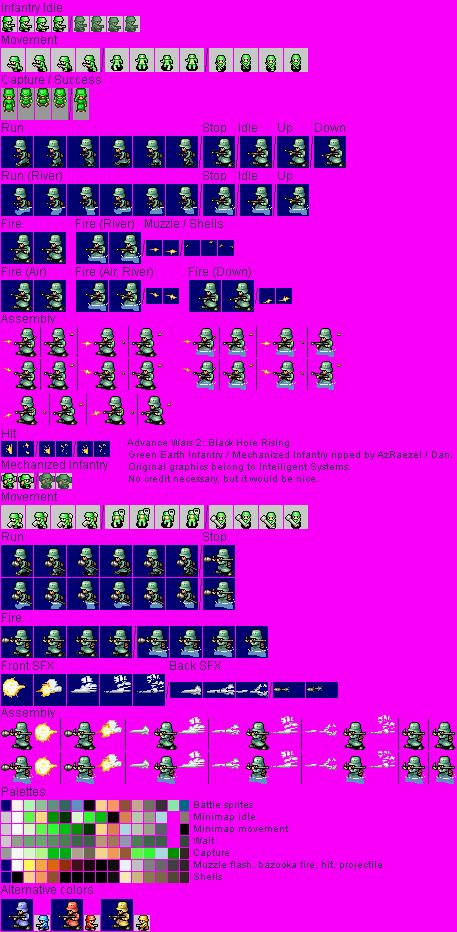 Infantry Idle
Movement
Capture / Success
Run Stop Idle Up Down
Run (River) Stop Idle Up
Fire Fire (River) Muzzle / Shells
Fire (Air) Fire (Air, River) Fire (Down)
Assembly
Hit
Advance Wars 2: Black Hole Rising
Green Earth Infantry / Mechanized Infantry ripped by AzRaezel / Dan.
Original graphics belong to Intelligent Systems
No credit necessary, but it would be nice
Mechanized Infantry
Movement
Run Stop
Fire
Front SFX Back SFX
Assembly
Palettes
Battle sprites
Minimap idle
Minimap movement
Wait
Capture
Muzzle flash, bazooka fire, hit, projectile
Shells
Alternative colors